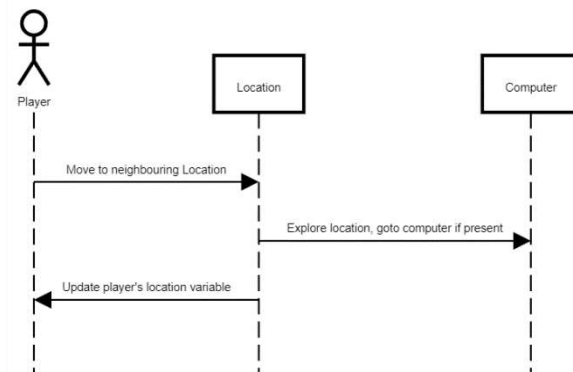 Player
Location
Computer
Move to neighbouring Location
Explore location, goto computer if present
Update player's location variable